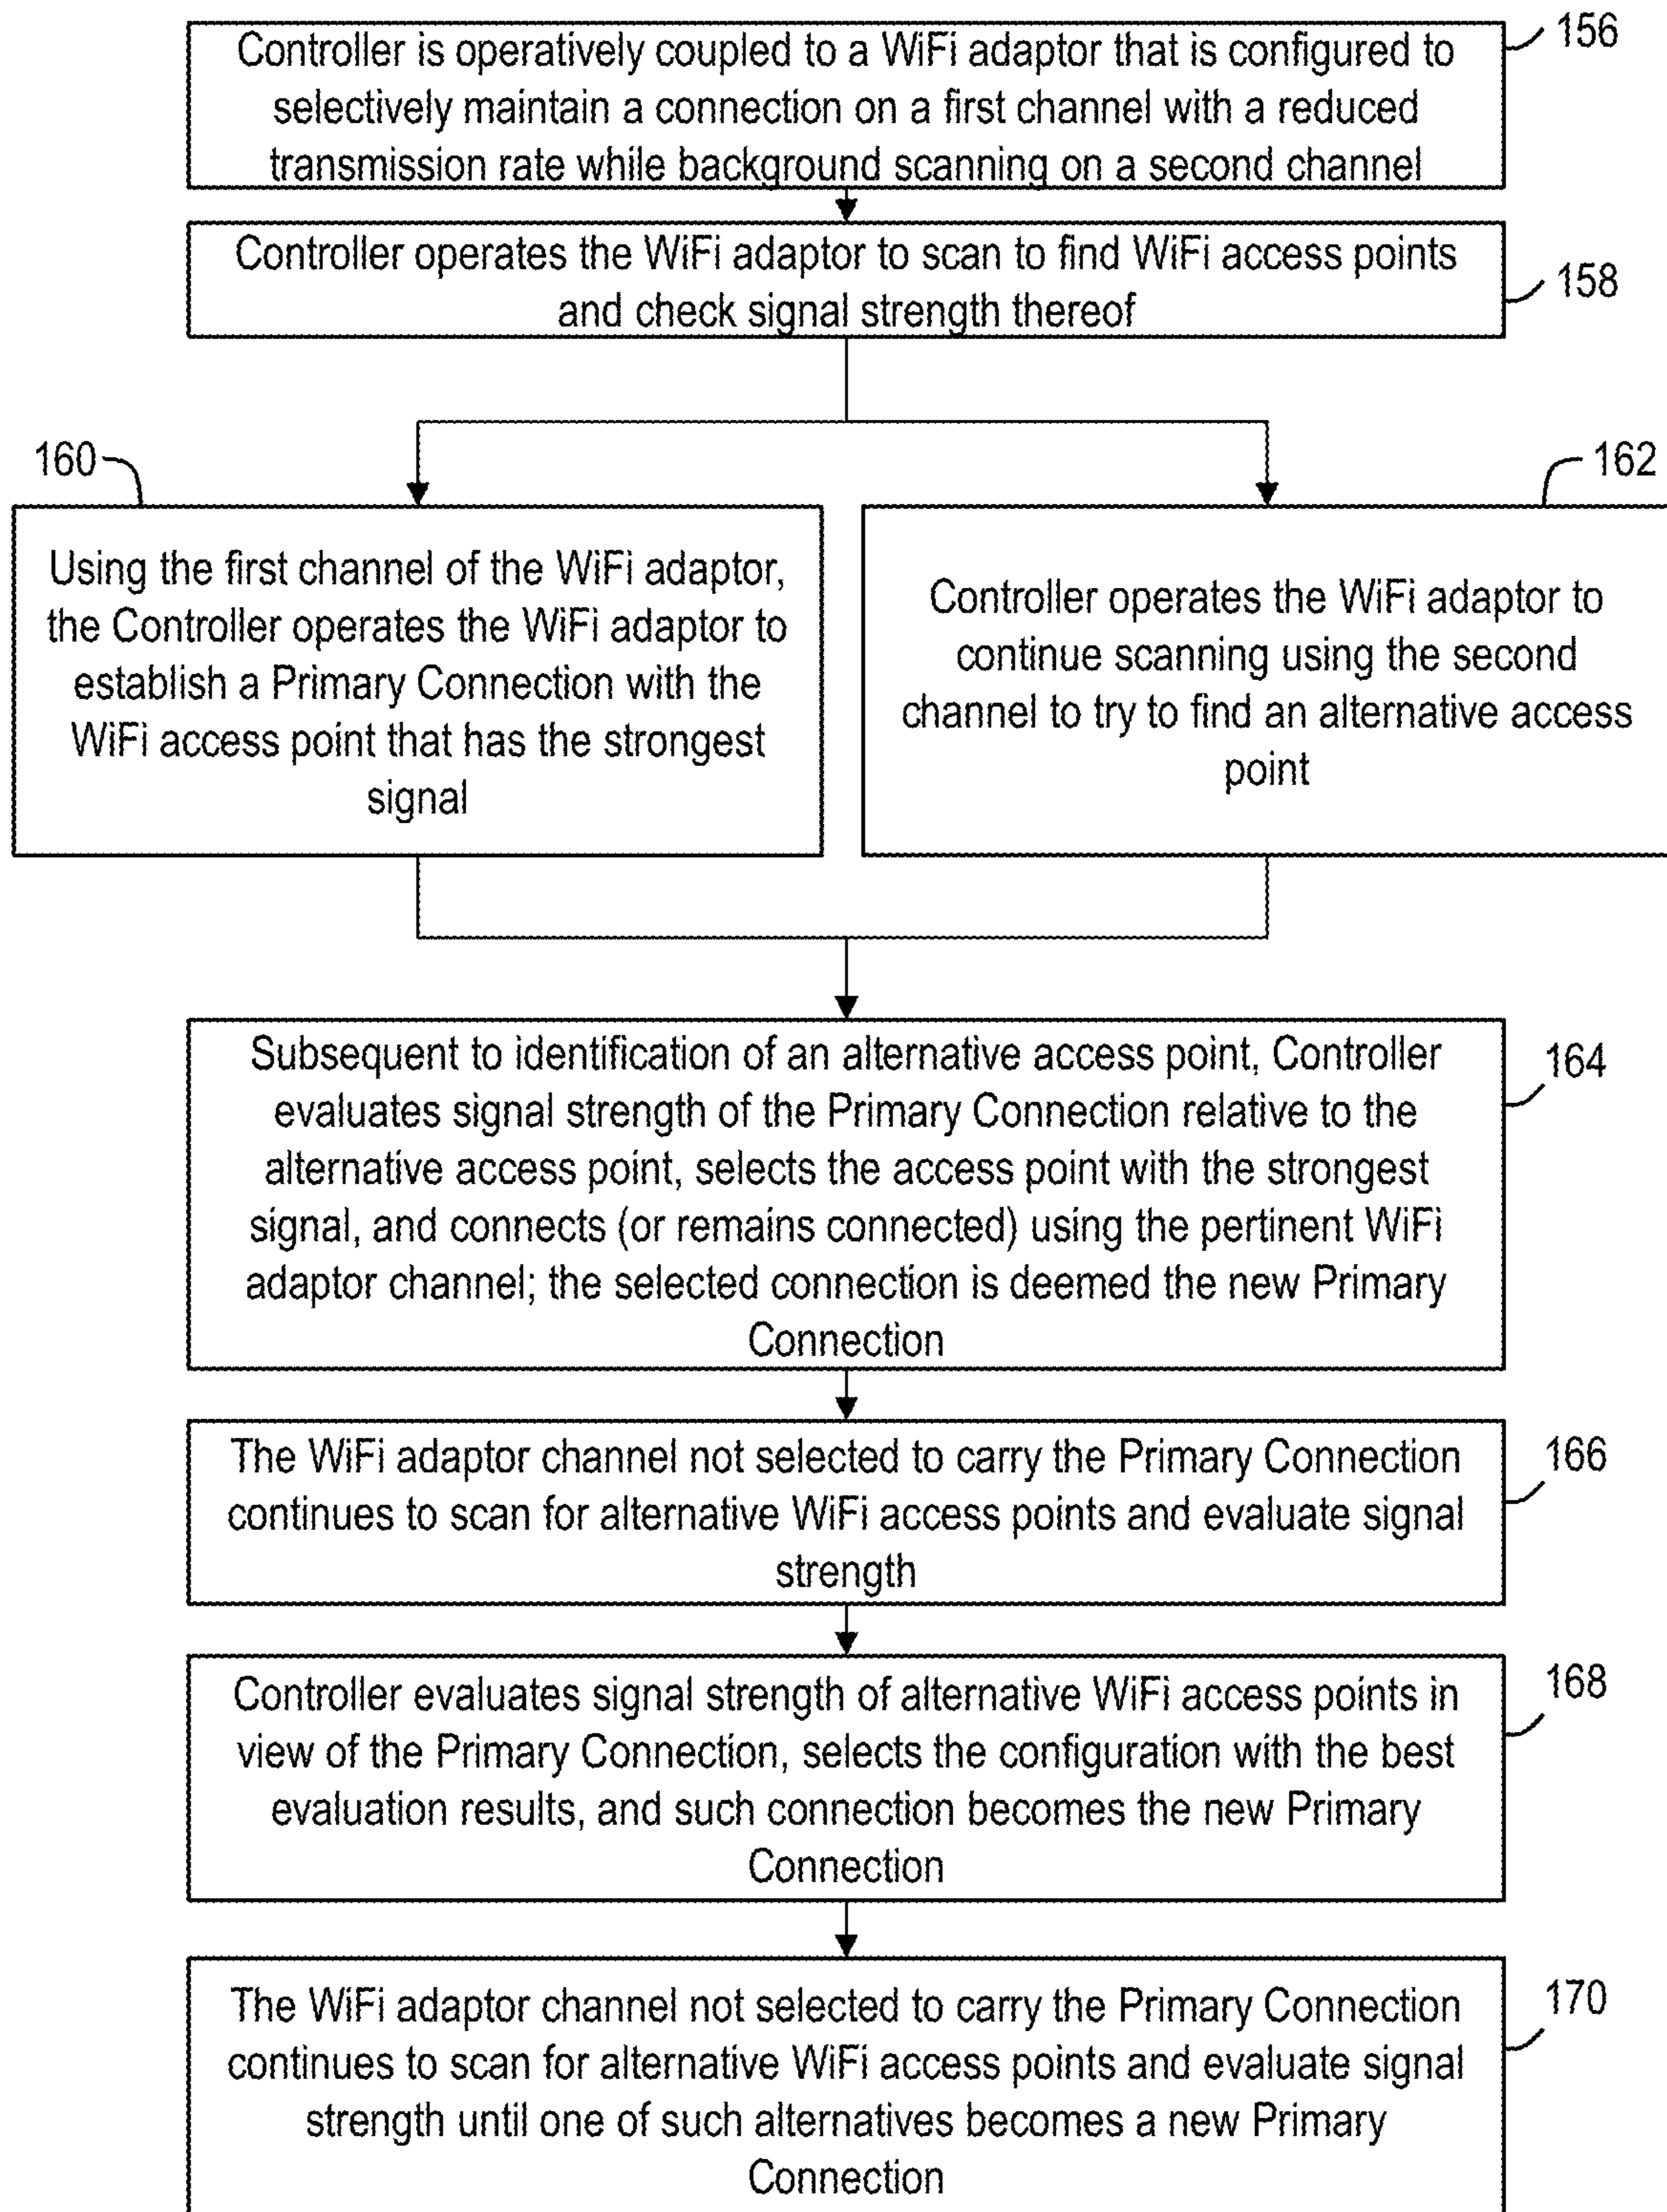 Controller is operatively coupled to a WiFi adaptor that is configured to
selectively maintain a connection on a first channel with a reduced
transmission rate while background scanning on a second channel
156
Controller operates the WiFi adaptor to scan to find WiFi access points
and check signal strength thereof
158
160
Using the first channel of the WiFi adaptor,
the Controller operates the WiFi adaptor to
establish a Primary Connection with the
WiFi access point that has the strongest
signal
162
Controller operates the WiFi adaptor to
continue scanning using the second
channel to try to find an alternative access
point
Subsequent to identification of an alternative access point, Controller
evaluates signal strength of the Primary Connection relative to the
alternative access point, selects the access point with the strongest
signal, and connects (or remains connected) using the pertinent WiFi
adaptor channel; the selected connection is deemed the new Primary
Connection
164
The WiFi adaptor channel not selected to carry the Primary Connection
continues to scan for alternative WiFi access points and evaluate signal
strength
166
Controller evaluates signal strength of alternative WiFi access points in
view of the Primary Connection, selects the configuration with the best
evaluation results, and such connection becomes the new Primary
Connection
168
The WiFi adaptor channel not selected to carry the Primary Connection
continues to scan for alternative WiFi access points and evaluate signal
strength until one of such alternatives becomes a new Primary
Connection
170